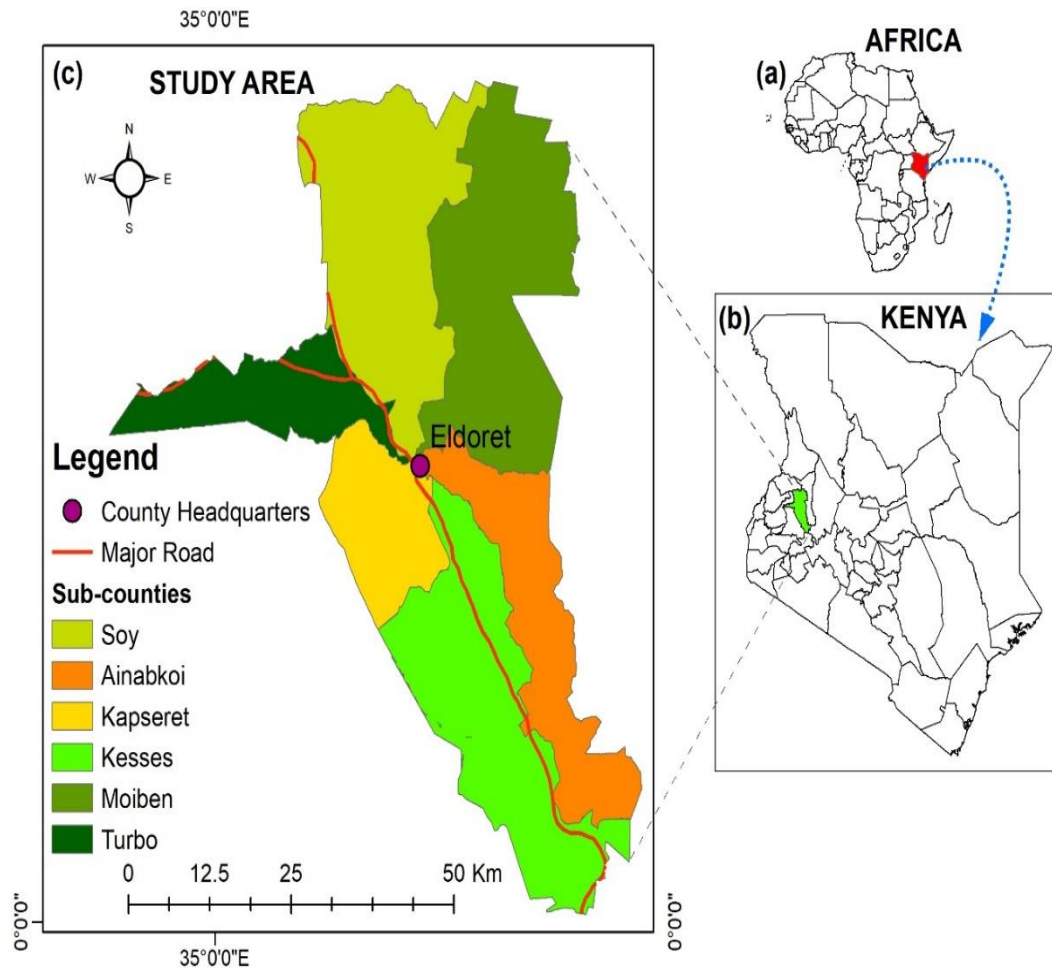 35°0'0"E
(c)
STUDY AREA
N
W
E
S
Eldoret
Legend
County Headquarters
Major Road
Sub-counties
Soy
Ainabkoi
Kapseret
Kesses
Moiben
Turbo
0 12.5 25 50 Km
0°0'0"
0°0'0"
35°0'0"E
AFRICA
(a)
(b)
KENYA